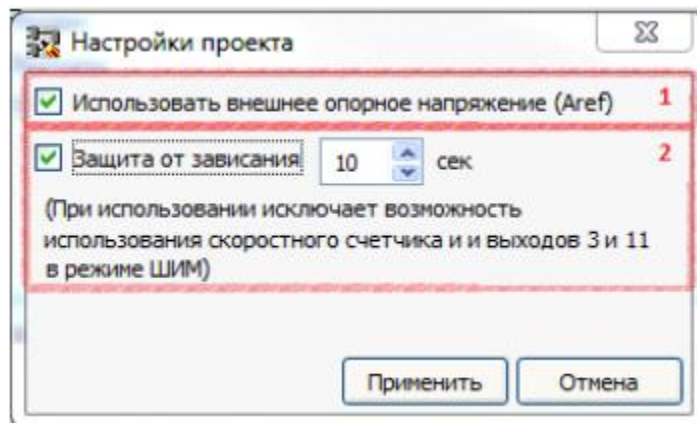 Настройки проекта
Использовать внешнее опорное напряжение (Aref) 1
Защита от зависания 10 сек 2
(При использовании исключает возможность
использования скоростного счетчика и и выходов 3 и 11
в режиме ШИМ)
Применить Отмена